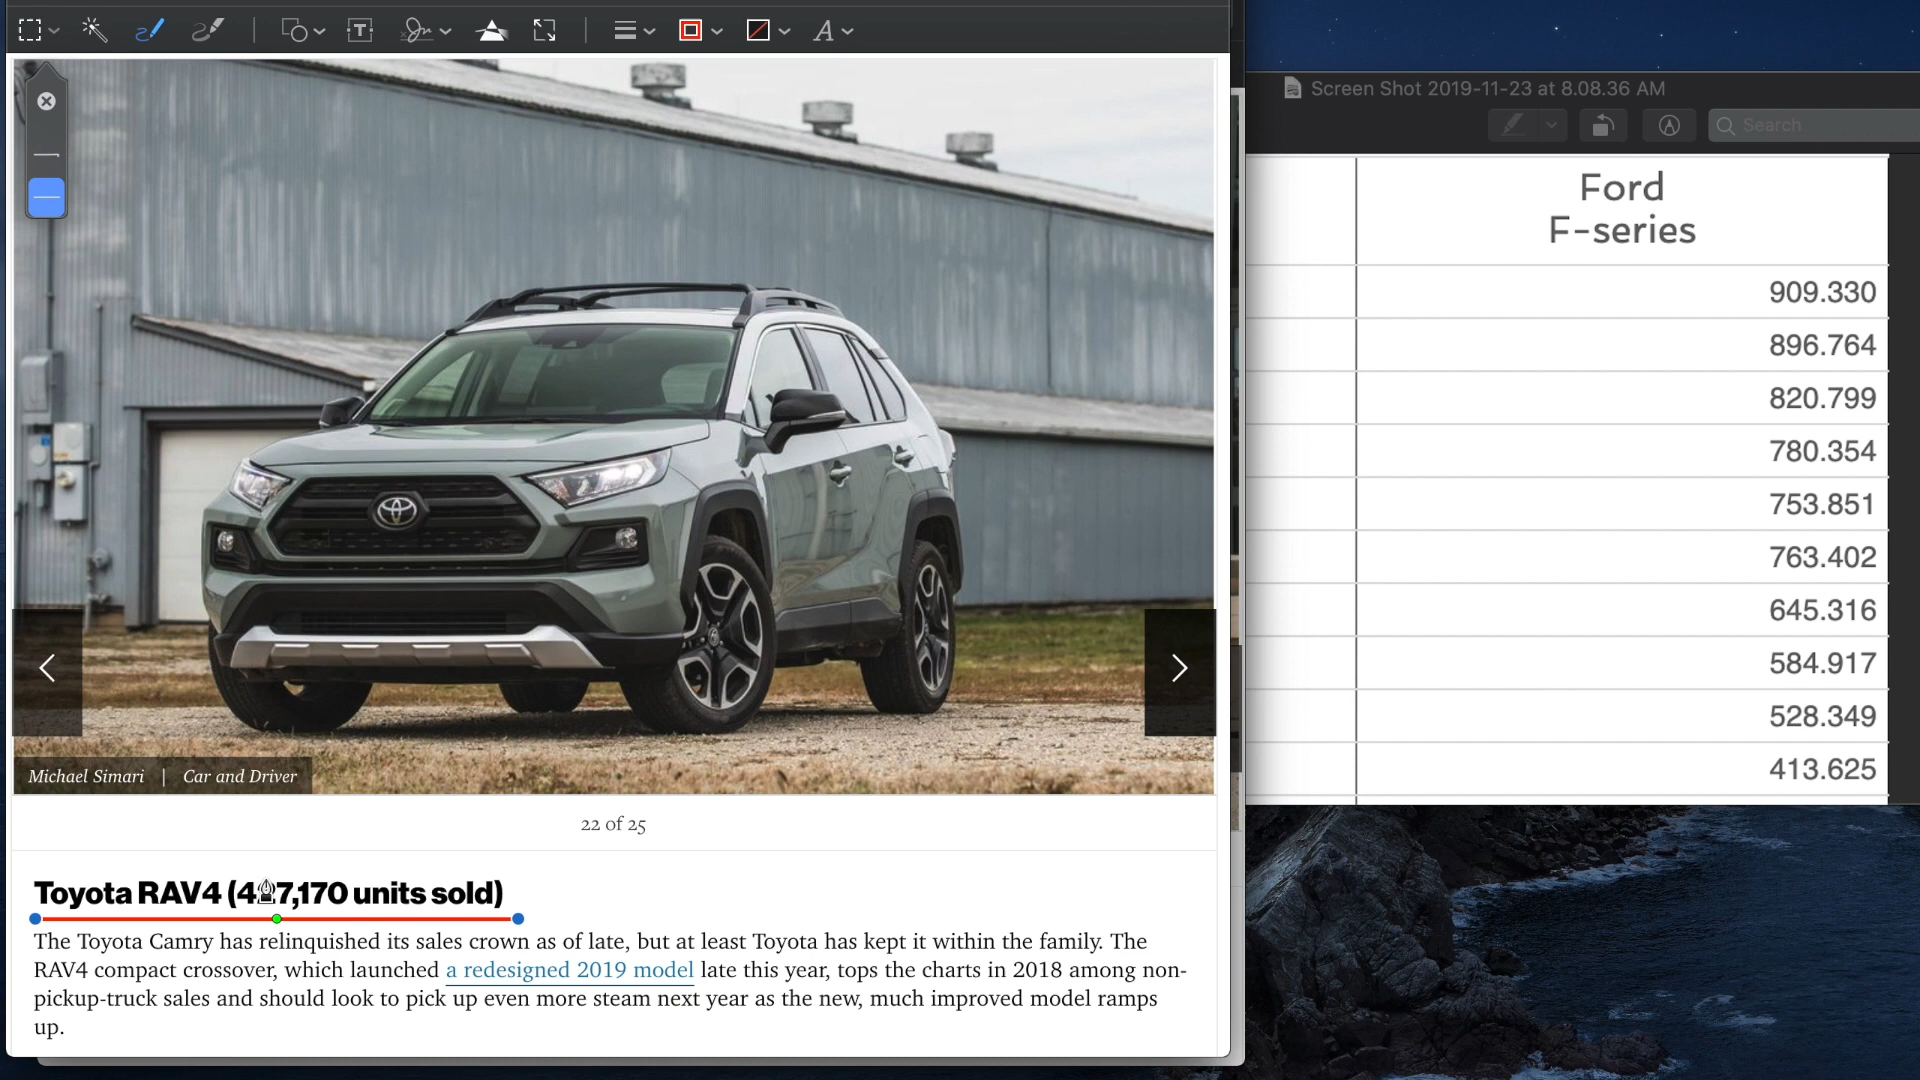 Michael Simari | Car and Driver
22 of 25
Toyota RAV4 (427,170 units sold)
The Toyota Camry has relinquished its sales crown as of late, but at least Toyota has kept it within the family. The
RAV4 compact crossover, which launched a redesigned 2019 model late this year, tops the charts in 2018 among non-
pickup-truck sales and should look to pick up even more steam next year as the new, much improved model ramps
up.
Screen Shot 2019-11-23 at 8.08.36 AM
Search
Ford
F-series
909.330
896.764
820.799
780.354
753.851
763.402
645.316
584.917
528.349
413.625